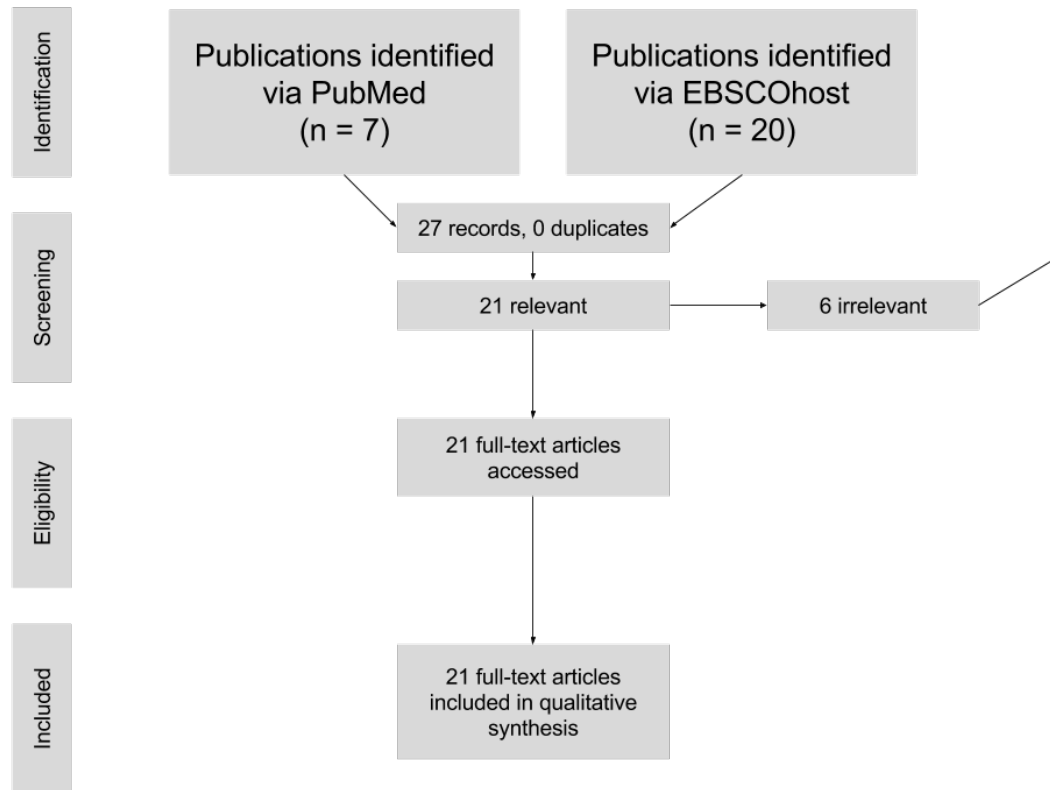 Identification
Publications identified
via PubMed
(n = 7)
Publications identified
via EBSCOhost
(n = 20)
Screening
27 records, 0 duplicates
21 relevant
6 irrelevant
Eligibility
21 full-text articles
accessed
Included
21 full-text articles
included in qualitative
synthesis